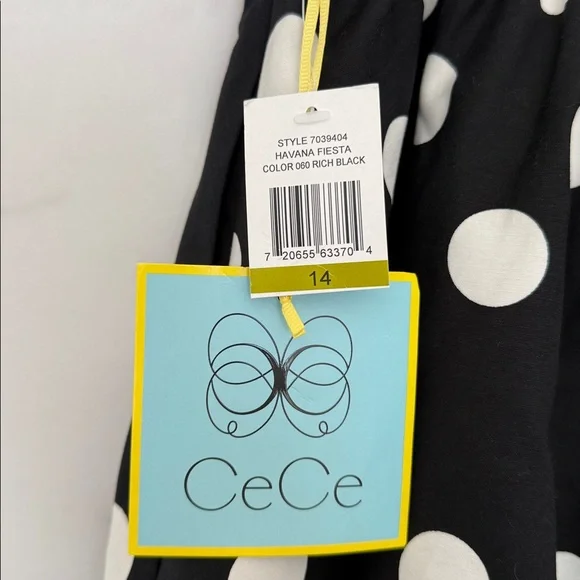 STYLE 7039404
HAVANA FIESTA
COLOR 060 RICH BLACK
7 20655 63370 4
14
CeCe